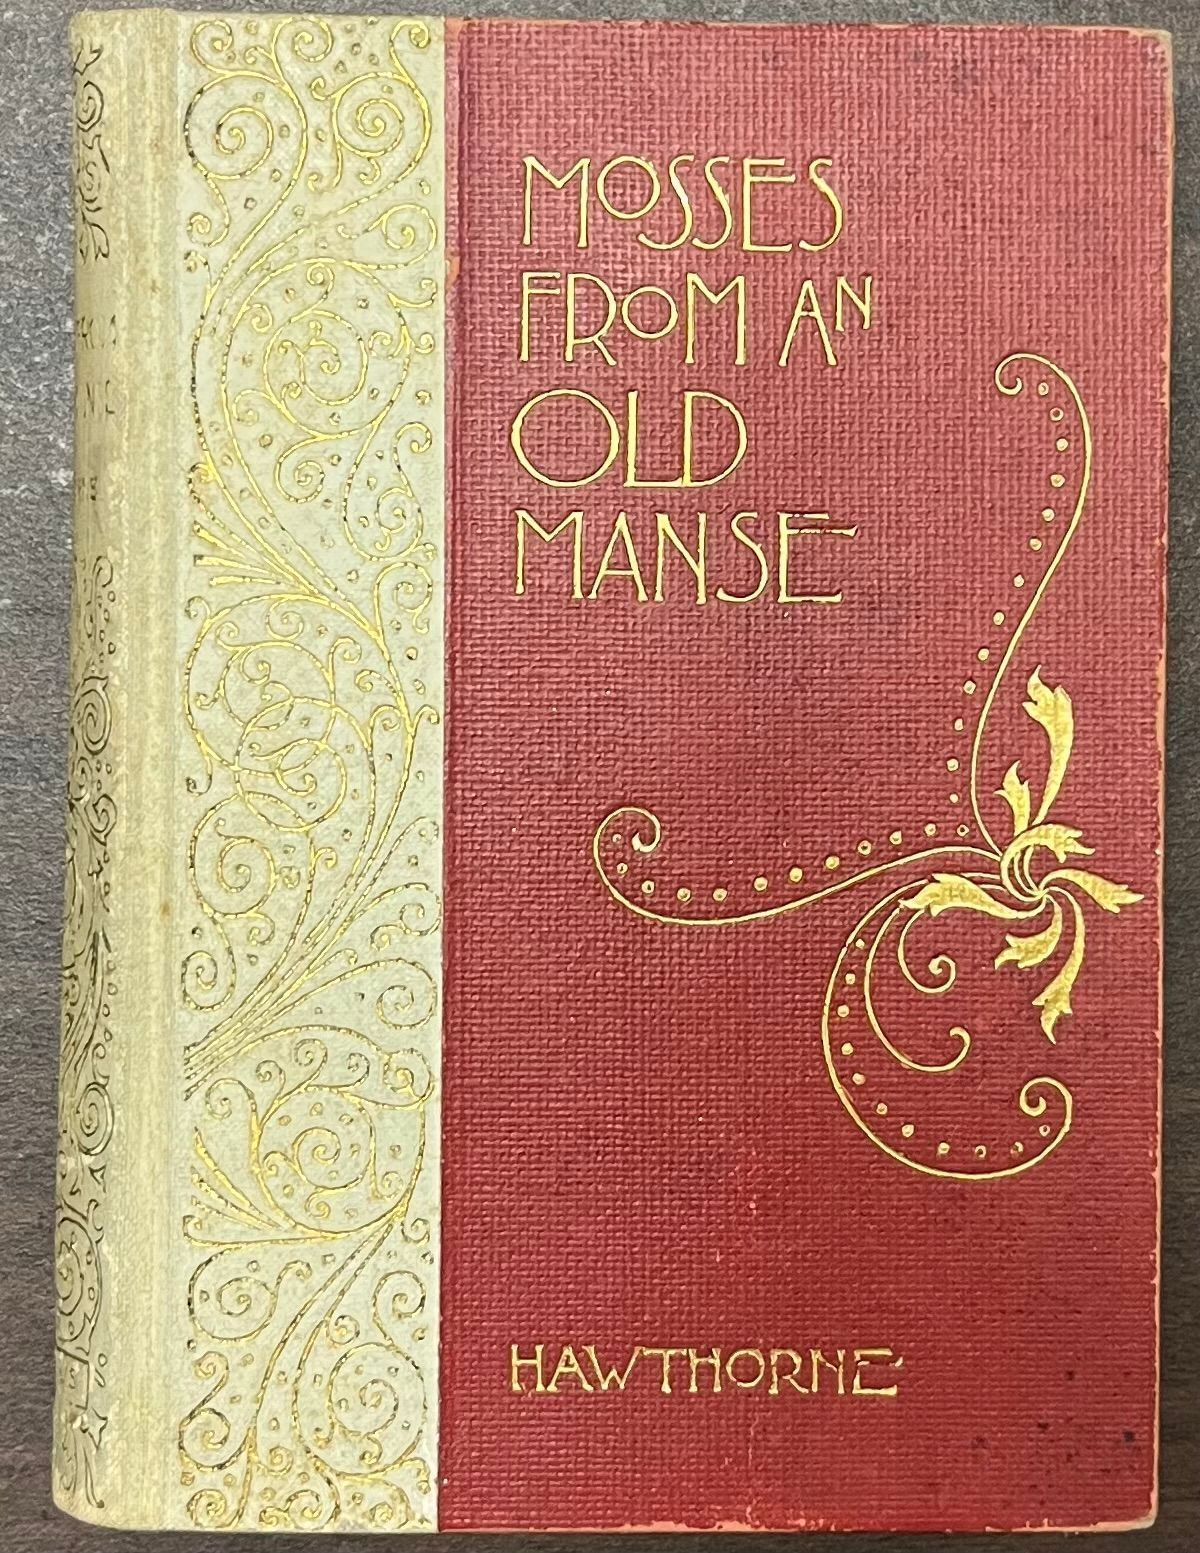 MOSSES
FROM AN
OLD
MANSE
HAWTHORNE